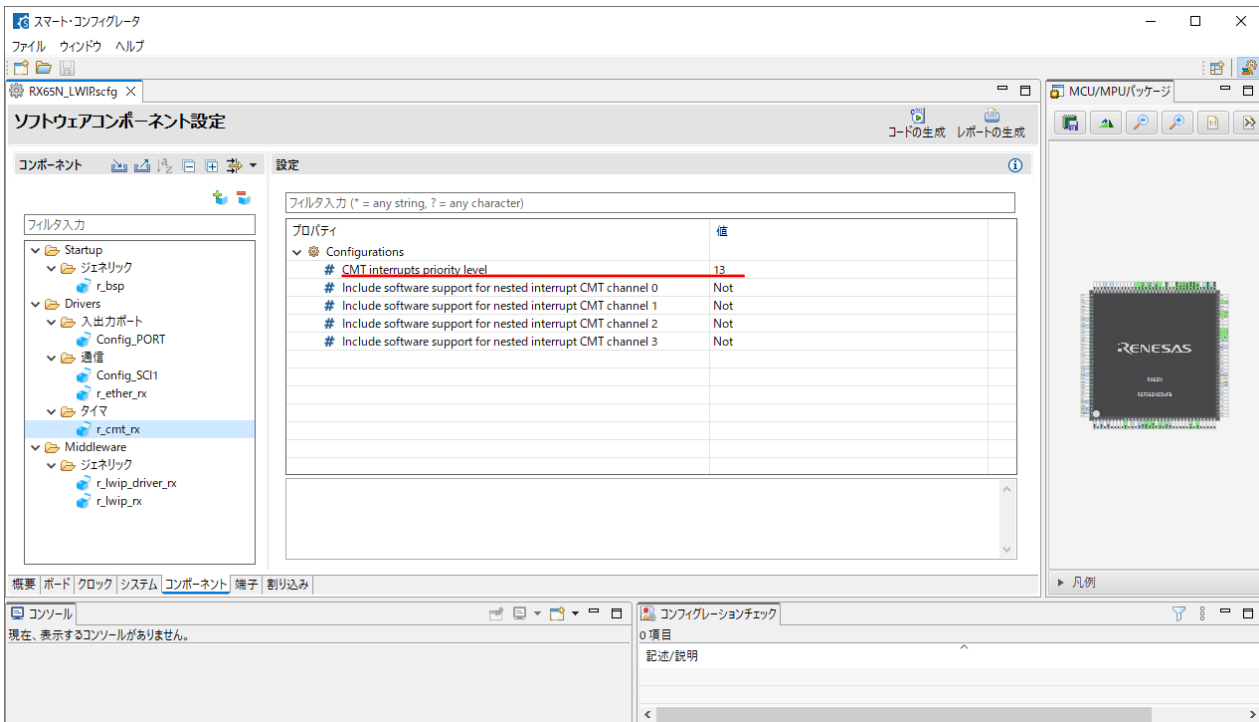 スマート・コンフィグレータ
ファイル ウィンドウ ヘルプ
RX65N_LWIP.scfg
MCU/MPUパッケージ
ソフトウェアコンポーネント設定
コードの生成 レポートの生成
コンポーネント
設定
フィルタ入力 (* = any string, ? = any character)
フィルタ入力
プロパティ 値
Configurations
# CMT interrupts priority level 13
# Include software support for nested interrupt CMT channel 0 Not
# Include software support for nested interrupt CMT channel 1 Not
# Include software support for nested interrupt CMT channel 2 Not
# Include software support for nested interrupt CMT channel 3 Not
Startup
ジェネリック
r_bsp
Drivers
入出力ポート
Config_PORT
通信
Config_SCI1
r_ether_rx
タイマ
r_cmt_rx
Middleware
ジェネリック
r_lwip_driver_rx
r_lwip_rx
RENESAS
概要 ボード クロック システム コンポーネント 端子 割り込み
凡例
コンソール
現在、表示するコンソールがありません。
コンフィグレーションチェック
0 項目
記述/説明